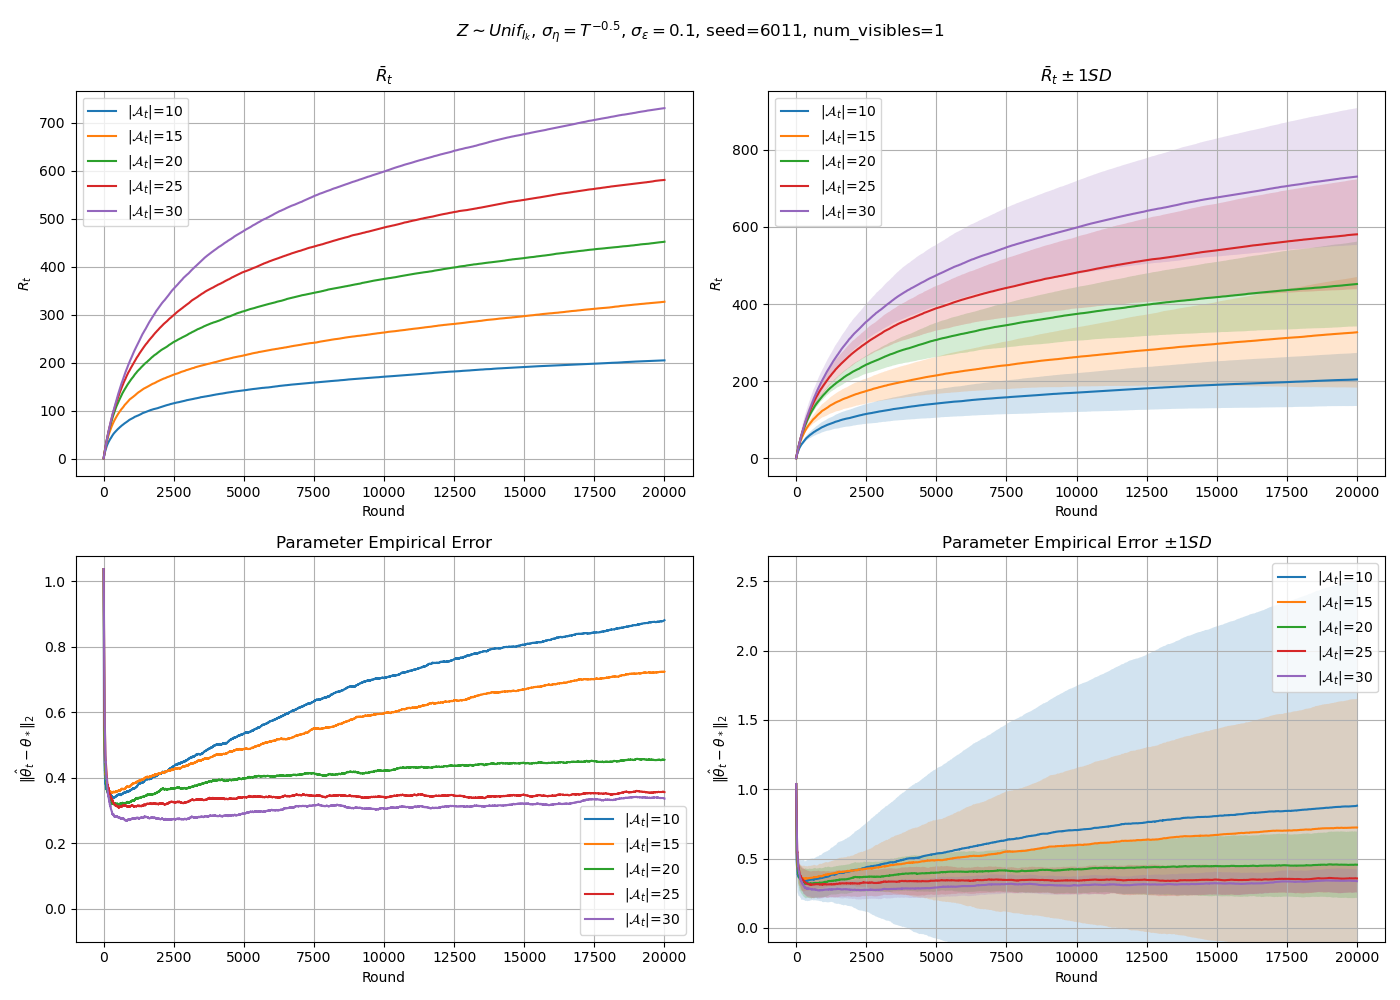 Z ∼ Unif_{I_k}, σ_η = T^{−0.5}, σ_ε = 0.1, seed=6011, num_visibles=1
R̄_t
R_t
700
600
500
400
300
200
100
0
|𝒜_t|=10
|𝒜_t|=15
|𝒜_t|=20
|𝒜_t|=25
|𝒜_t|=30
0 2500 5000 7500 10000 12500 15000 17500 20000
Round
R̄_t ± 1SD
R_t
800
600
400
200
0
|𝒜_t|=10
|𝒜_t|=15
|𝒜_t|=20
|𝒜_t|=25
|𝒜_t|=30
0 2500 5000 7500 10000 12500 15000 17500 20000
Round
Parameter Empirical Error
‖θ̂_t − θ_*‖_2
1.0
0.8
0.6
0.4
0.2
0.0
|𝒜_t|=10
|𝒜_t|=15
|𝒜_t|=20
|𝒜_t|=25
|𝒜_t|=30
0 2500 5000 7500 10000 12500 15000 17500 20000
Round
Parameter Empirical Error ±1SD
‖θ̂_t − θ_*‖_2
2.5
2.0
1.5
1.0
0.5
0.0
|𝒜_t|=10
|𝒜_t|=15
|𝒜_t|=20
|𝒜_t|=25
|𝒜_t|=30
0 2500 5000 7500 10000 12500 15000 17500 20000
Round